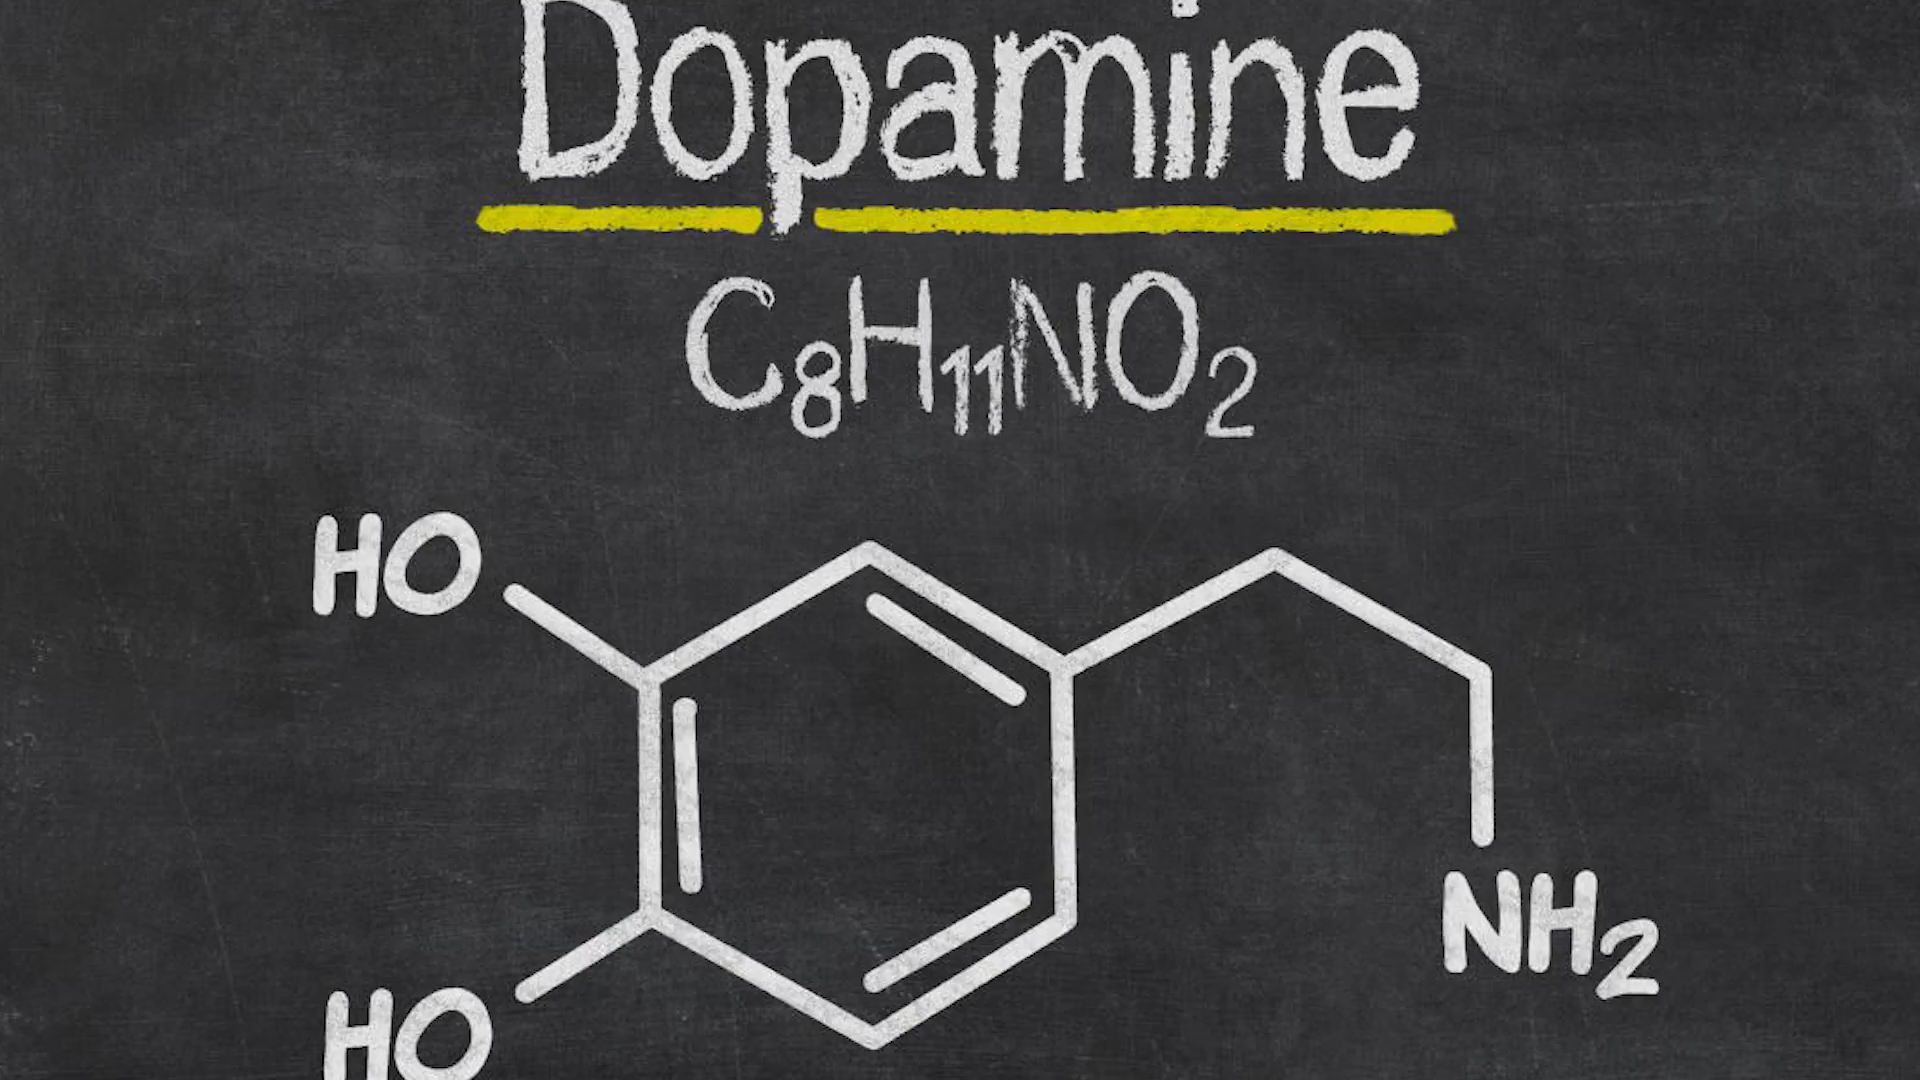 Dopamine
C₈H₁₁NO₂
HO
NH₂
HO